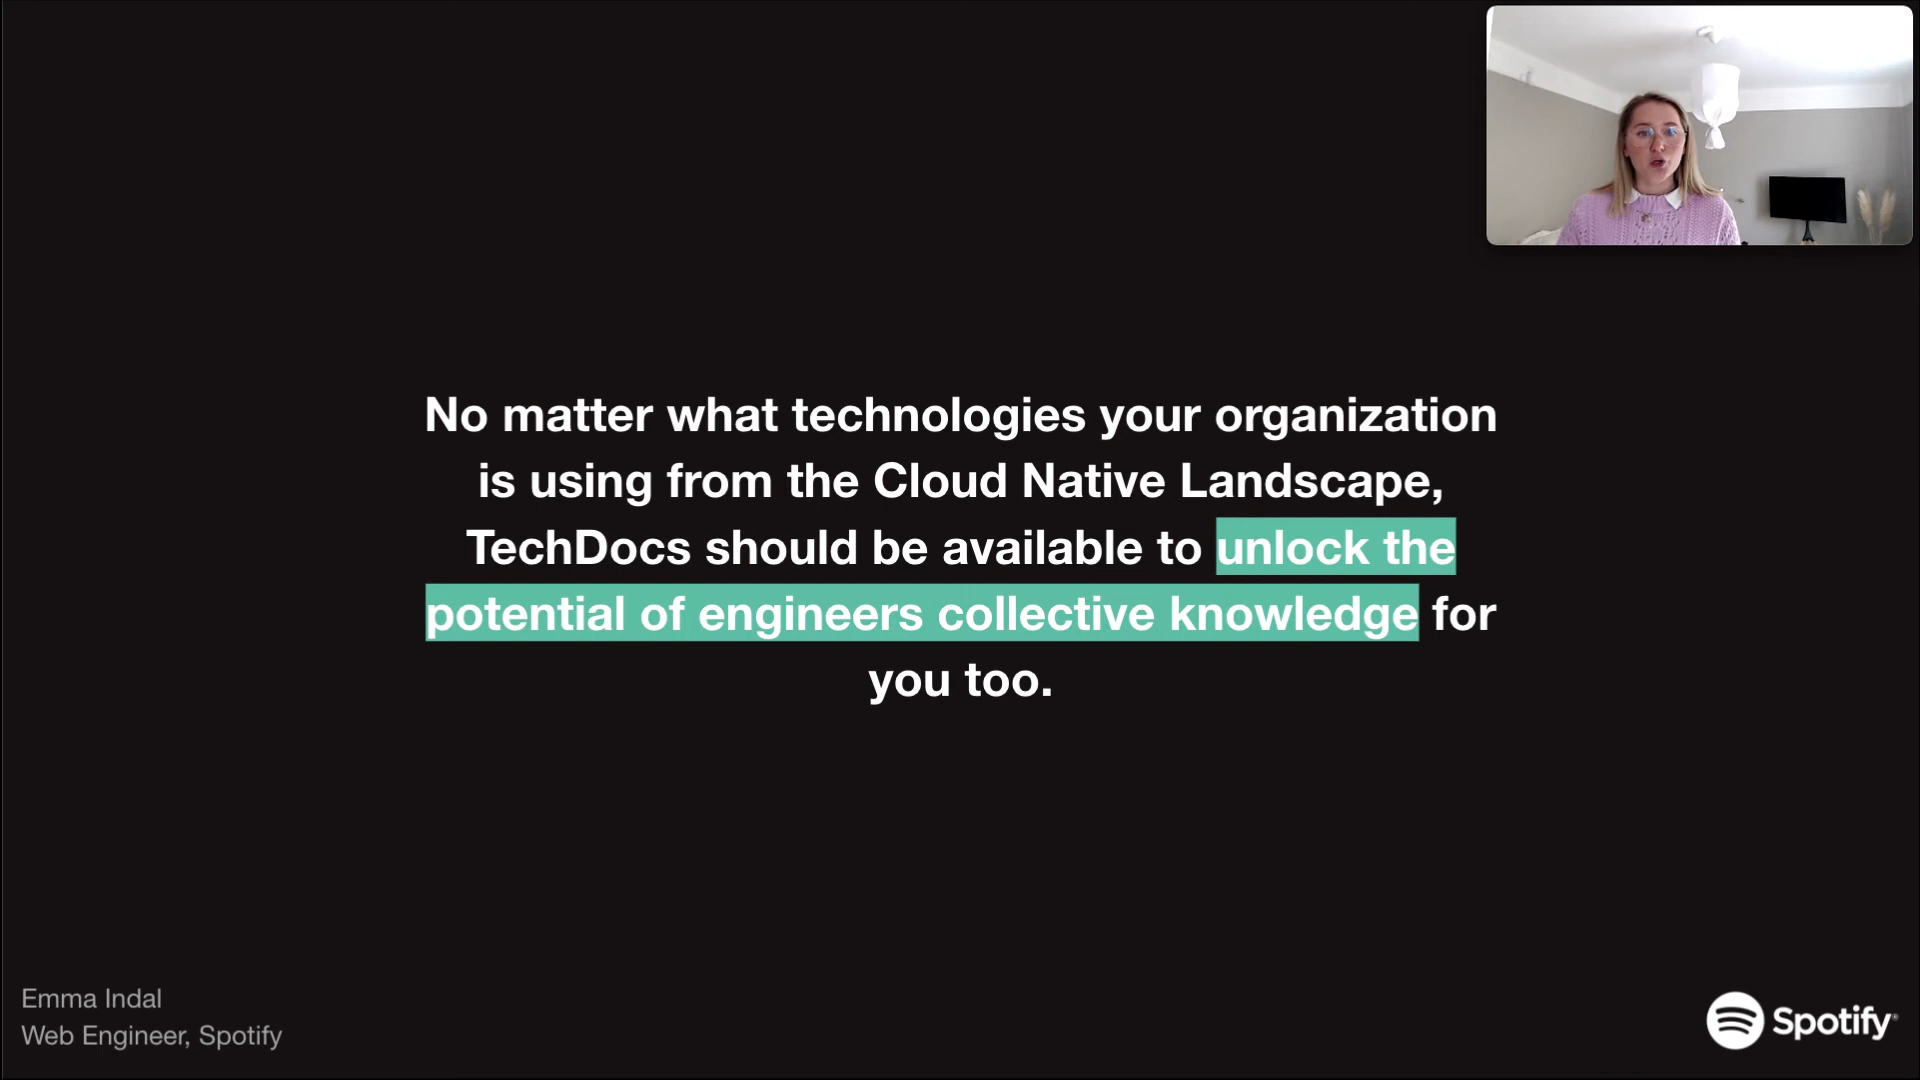 No matter what technologies your organization
is using from the Cloud Native Landscape,
TechDocs should be available to unlock the
potential of engineers collective knowledge for
you too.
Emma Indal
Web Engineer, Spotify
Spotify